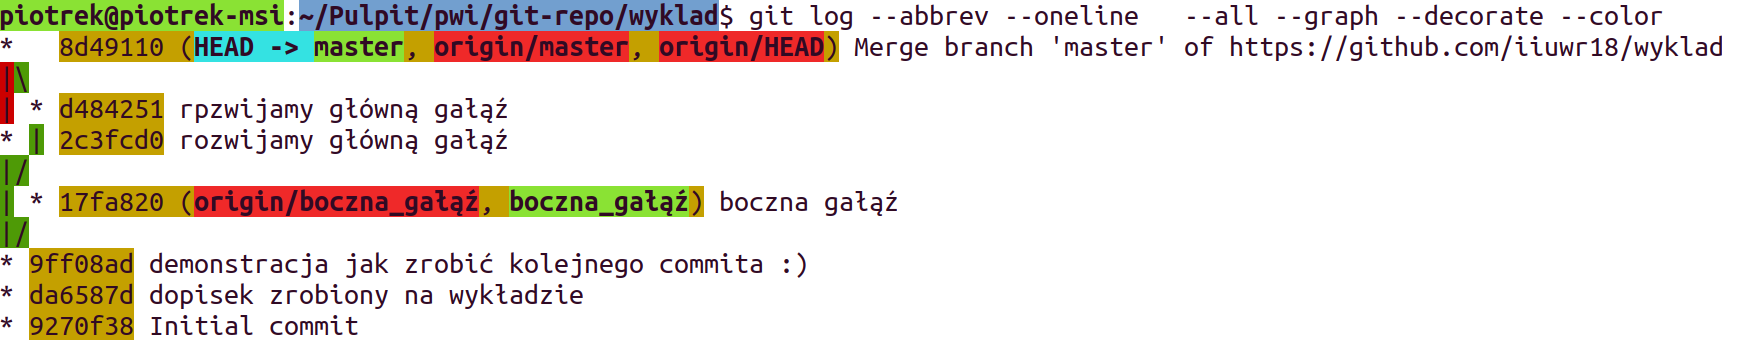 piotrek@piotrek-msi:~/Pulpit/pwi/git-repo/wyklad$ git log --abbrev --oneline   --all --graph --decorate --color
*   8d49110 (HEAD -> master, origin/master, origin/HEAD) Merge branch 'master' of https://github.com/iiuwr18/wyklad
|\
| * d484251 rpzwijamy główną gałąź
* | 2c3fcd0 rozwijamy główną gałąź
|/
| * 17fa820 (origin/boczna_gałąź, boczna_gałąź) boczna gałąź
|/
* 9ff08ad demonstracja jak zrobić kolejnego commita :)
* da6587d dopisek zrobiony na wykładzie
* 9270f38 Initial commit